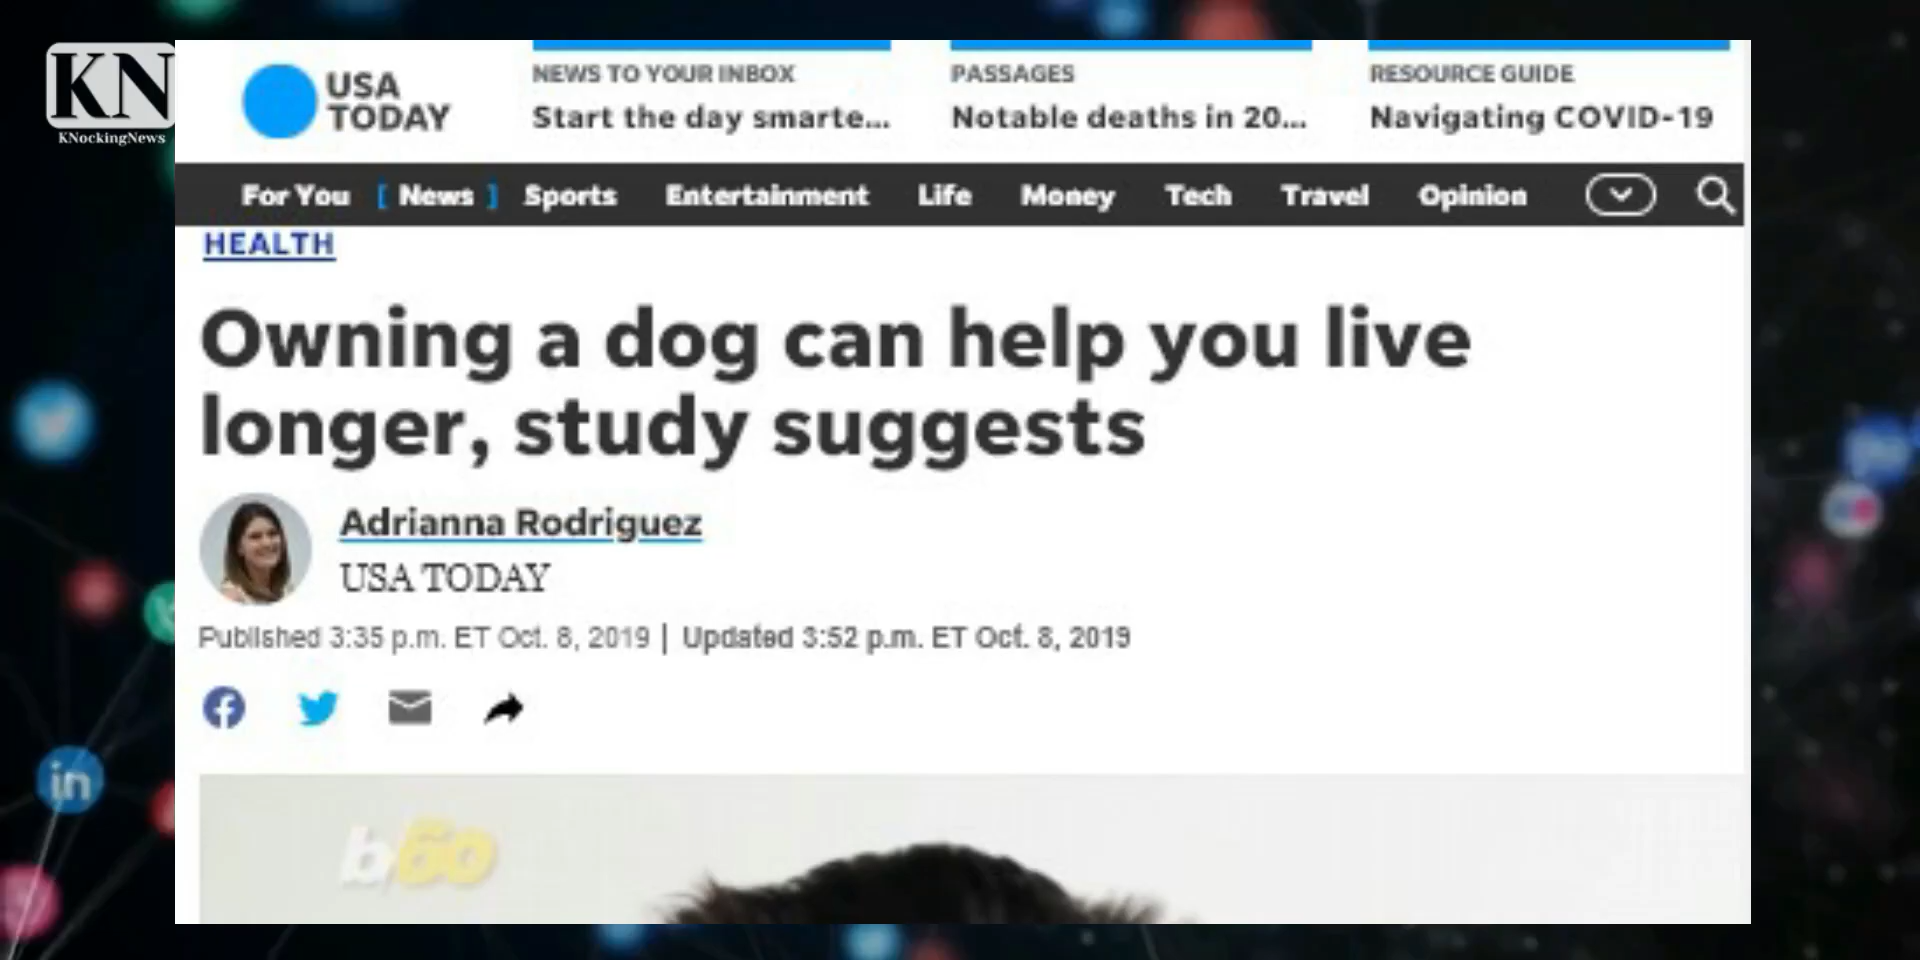 KN
KNockingNews
USA
TODAY
NEWS TO YOUR INBOX
Start the day smarte...
PASSAGES
Notable deaths in 20...
RESOURCE GUIDE
Navigating COVID-19
For You [ News ] Sports Entertainment Life Money Tech Travel Opinion
HEALTH
Owning a dog can help you live
longer, study suggests
Adrianna Rodriguez
USA TODAY
Published 3:35 p.m. ET Oct. 8, 2019 | Updated 3:52 p.m. ET Oct. 8, 2019
in
b60